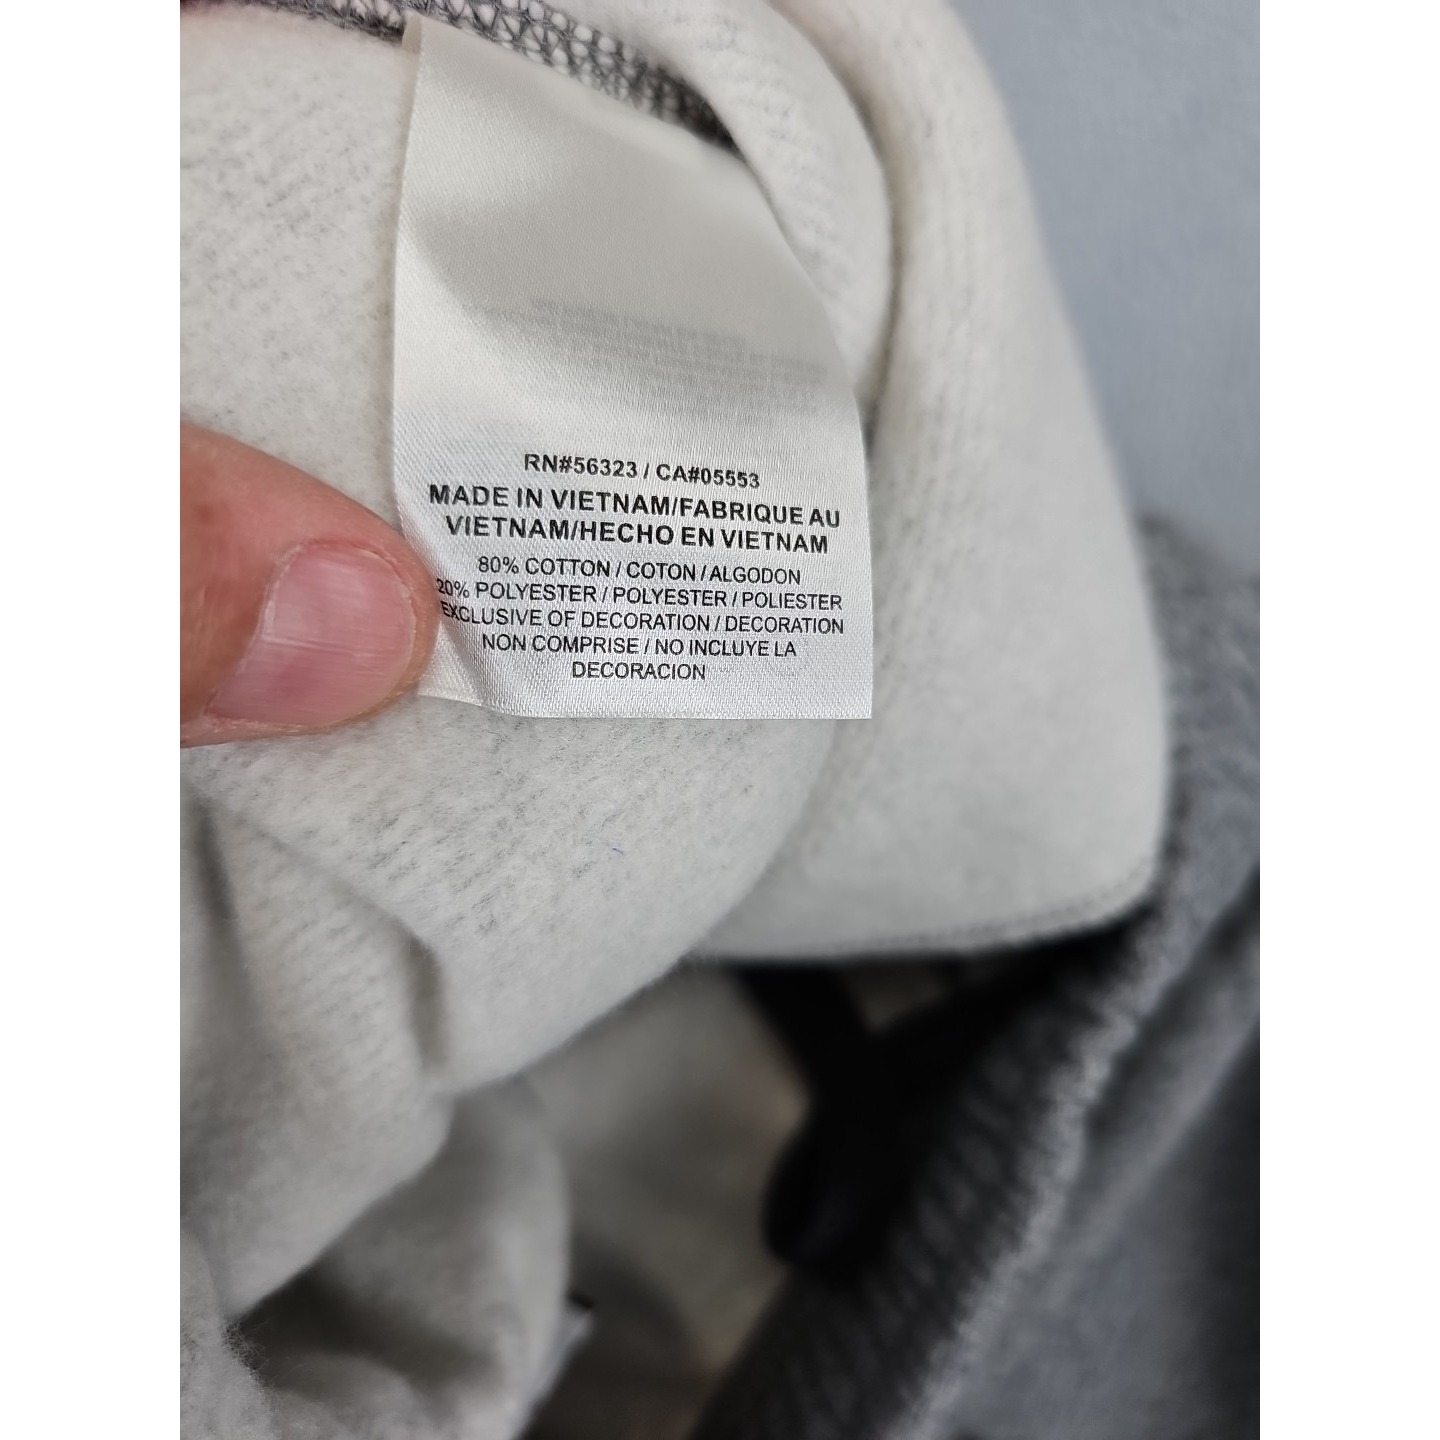 RN#56323 / CA#05553
MADE IN VIETNAM/FABRIQUE AU
VIETNAM/HECHO EN VIETNAM
80% COTTON / COTON / ALGODON
20% POLYESTER / POLYESTER / POLIESTER
EXCLUSIVE OF DECORATION / DECORATION
NON COMPRISE / NO INCLUYE LA
DECORACION